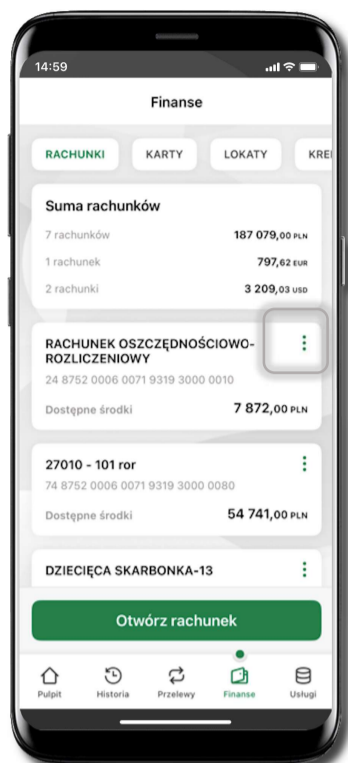 14:59
Finanse
RACHUNKI KARTY LOKATY KRE
Suma rachunków
7 rachunków 187 079,00 PLN
1 rachunek 797,62 EUR
2 rachunki 3 209,03 USD
RACHUNEK OSZCZĘDNOŚCIOWO-
ROZLICZENIOWY
24 8752 0006 0071 9319 3000 0010
Dostępne środki 7 872,00 PLN
27010 - 101 ror
74 8752 0006 0071 9319 3000 0080
Dostępne środki 54 741,00 PLN
DZIECIĘCA SKARBONKA-13
Otwórz rachunek
Pulpit Historia Przelewy Finanse Usługi